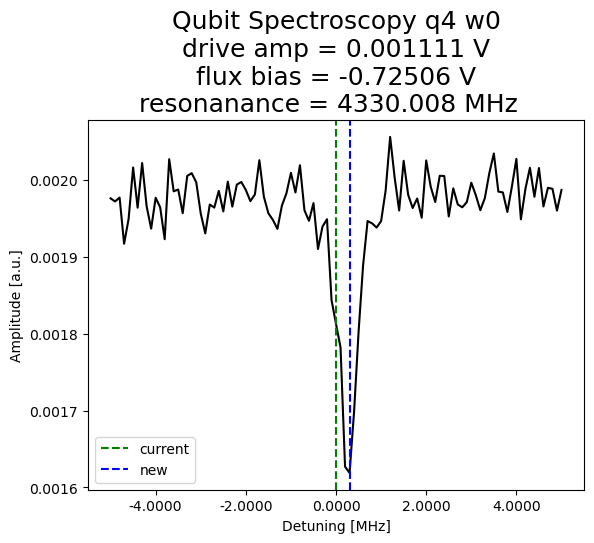 Qubit Spectroscopy q4 w0
drive amp = 0.001111 V
flux bias = -0.72506 V
resonanance = 4330.008 MHz
0.0020
0.0019
0.0018
0.0017
0.0016
Amplitude [a.u.]
current
new
-4.0000 -2.0000 0.0000 2.0000 4.0000
Detuning [MHz]